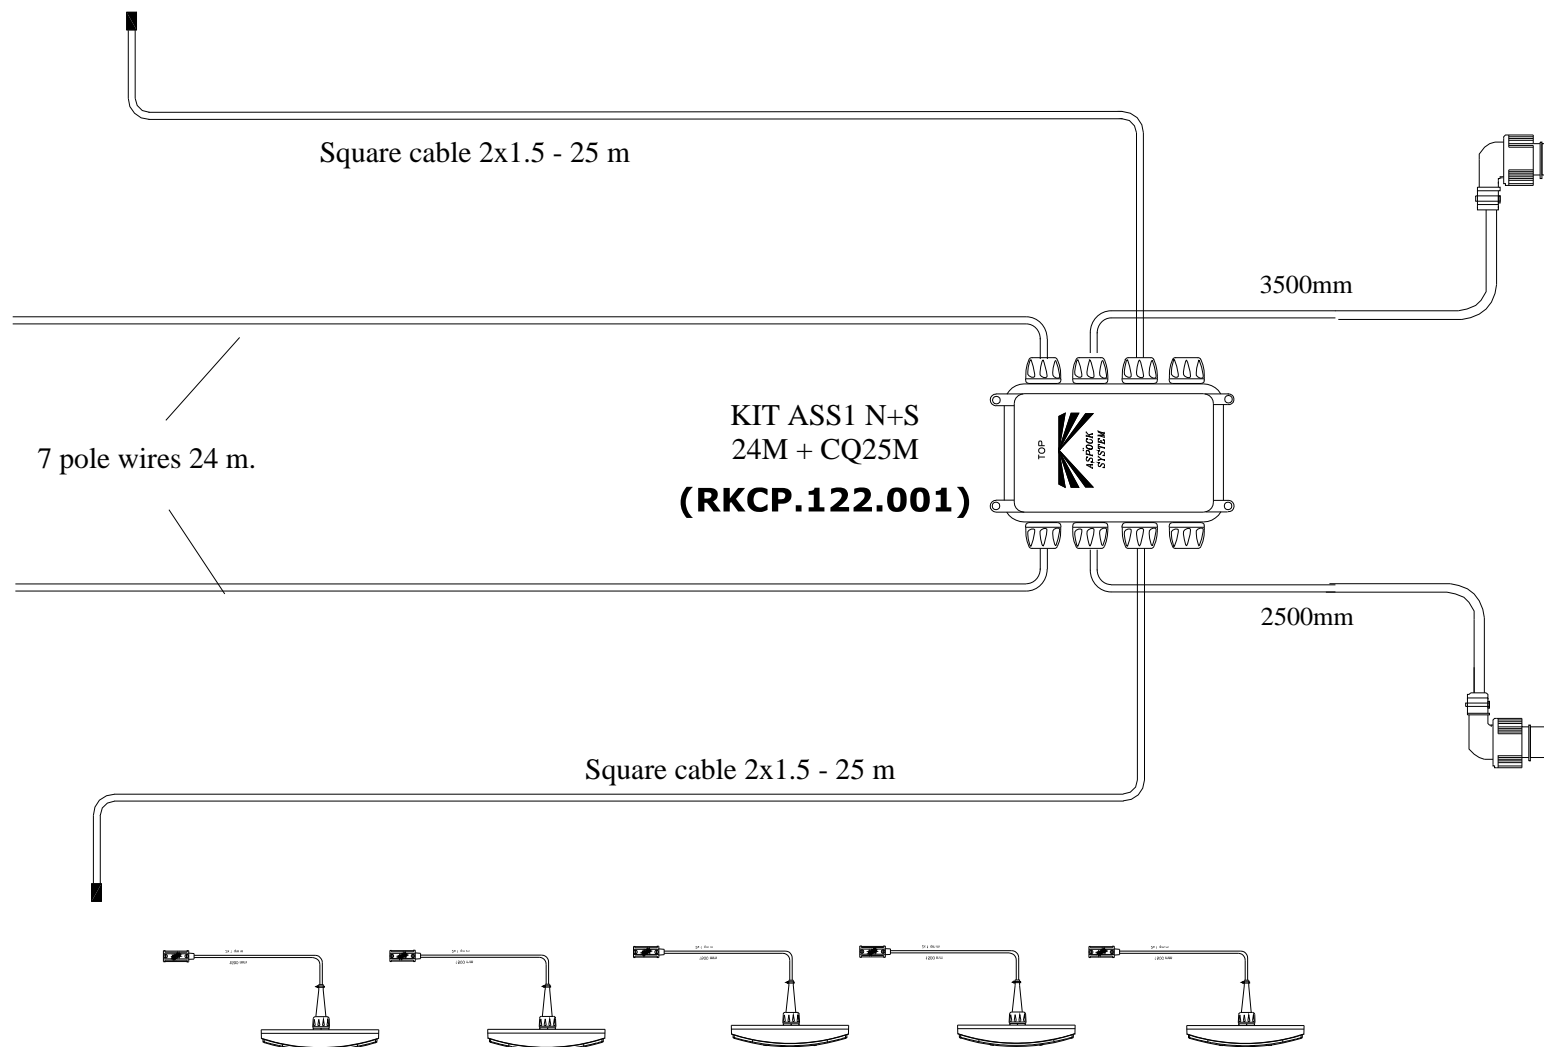 Square cable 2x1.5 - 25 m
3500mm
KIT ASS1 N+S
24M + CQ25M
(RKCP.122.001)
TOP
ASPÖCK
SYSTEM
7 pole wires 24 m.
2500mm
Square cable 2x1.5 - 25 m